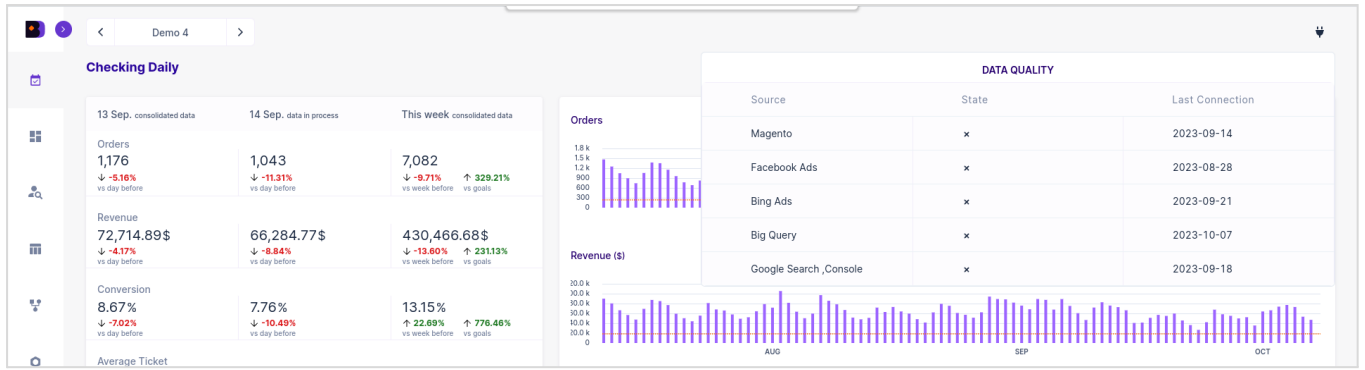 Demo 4
Checking Daily
13 Sep. consolidated data
14 Sep. data in process
This week consolidated data
Orders
1,176
1,043
7,082
-5.16%
-11.31%
-9.71%
329.21%
vs day before
vs day before
vs week before
vs goals
Revenue
72,714.89$
66,284.77$
430,466.68$
-4.17%
-8.84%
-13.60%
231.13%
vs day before
vs day before
vs week before
vs goals
Conversion
8.67%
7.76%
13.15%
-7.02%
-10.49%
22.69%
776.46%
vs day before
vs day before
vs week before
vs goals
Average Ticket
Orders
1.8 k
1.5 k
1.2 k
900
600
300
0
Revenue ($)
20.0 k
0
AUG
SEP
OCT
DATA QUALITY
Source State Last Connection
Magento × 2023-09-14
Facebook Ads × 2023-08-28
Bing Ads × 2023-09-21
Big Query × 2023-10-07
Google Search ,Console × 2023-09-18